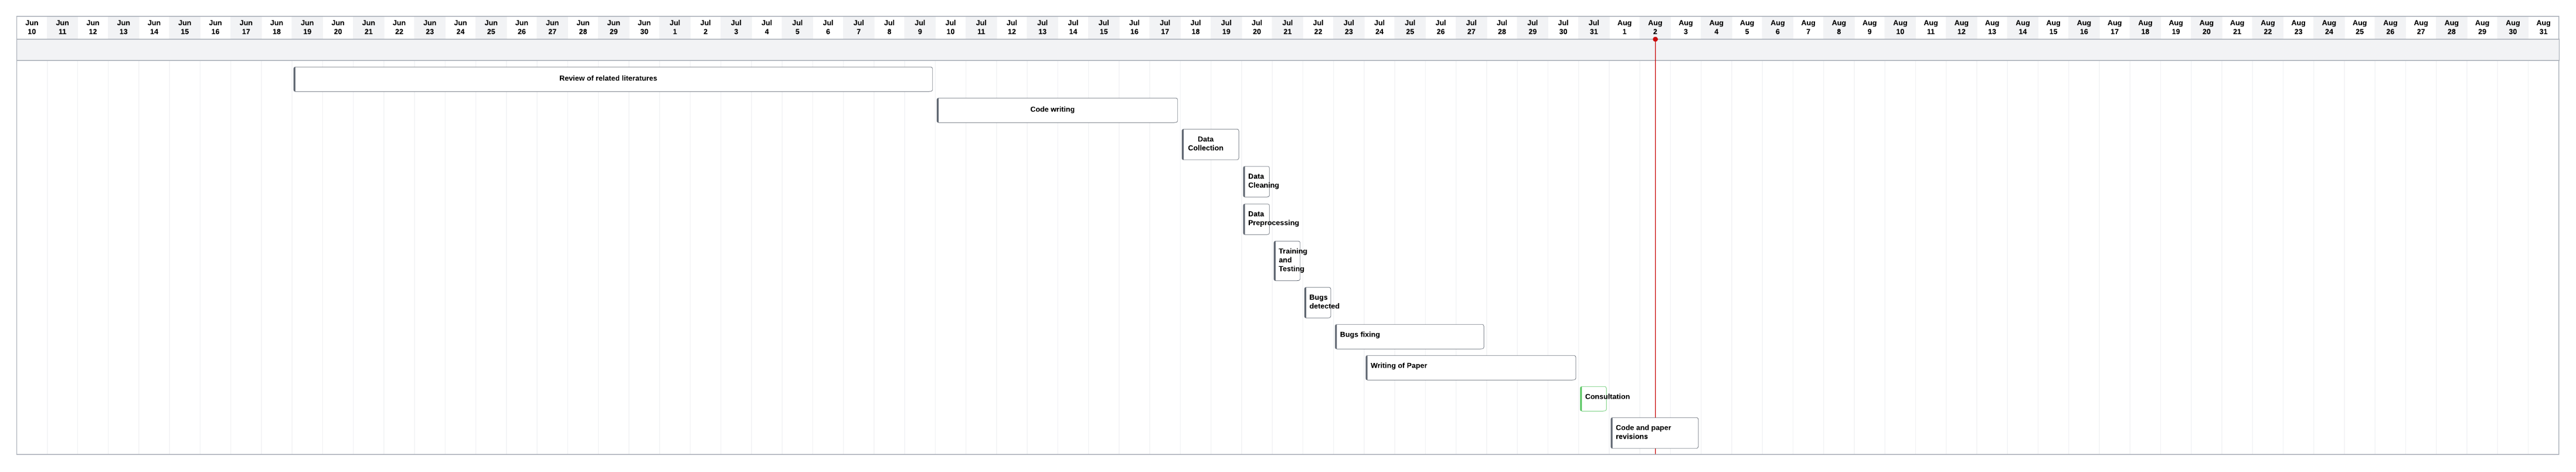 Jun Jun Jun Jun Jun Jun Jun Jun Jun Jun Jun Jun Jun Jun Jun Jun Jun Jun Jun Jun Jun Jul Jul Jul Jul Jul Jul Jul Jul Jul Jul Jul Jul Jul Jul Jul Jul Jul Jul Jul Jul Jul Jul Jul Jul Jul Jul Jul Jul Jul Jul Jul Aug Aug Aug Aug Aug Aug Aug Aug Aug Aug Aug Aug Aug Aug Aug Aug Aug Aug Aug Aug Aug Aug Aug Aug Aug Aug Aug Aug Aug Aug Aug
10 11 12 13 14 15 16 17 18 19 20 21 22 23 24 25 26 27 28 29 30 1 2 3 4 5 6 7 8 9 10 11 12 13 14 15 16 17 18 19 20 21 22 23 24 25 26 27 28 29 30 31 1 2 3 4 5 6 7 8 9 10 11 12 13 14 15 16 17 18 19 20 21 22 23 24 25 26 27 28 29 30 31
Review of related literatures
Code writing
Data
Collection
Data
Cleaning
Data
Preprocessing
Training
and
Testing
Bugs
detected
Bugs fixing
Writing of Paper
Consultation
Code and paper
revisions